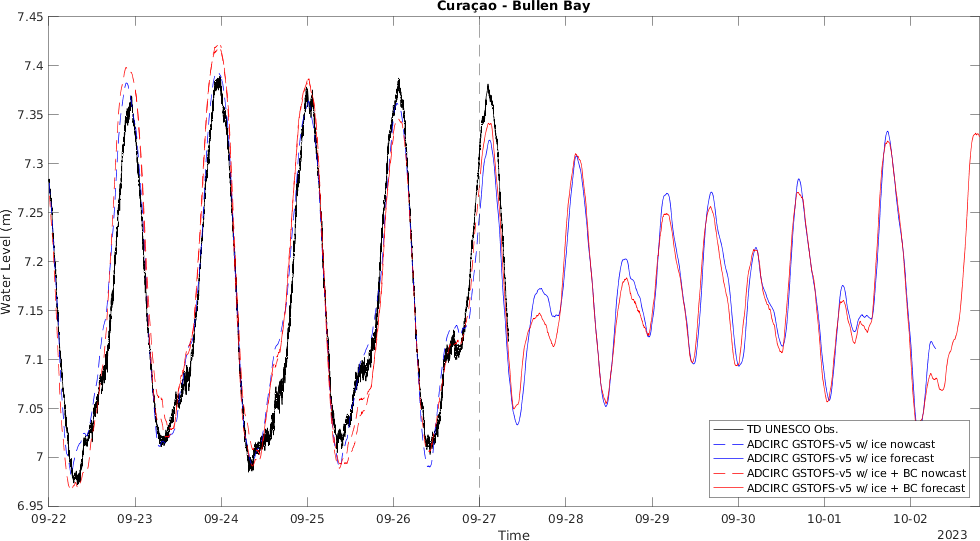 Curaçao - Bullen Bay
Water Level (m)
7.45
7.4
7.35
7.3
7.25
7.2
7.15
7.1
7.05
7
6.95
TD UNESCO Obs.
ADCIRC GSTOFS-v5 w/ ice nowcast
ADCIRC GSTOFS-v5 w/ ice forecast
ADCIRC GSTOFS-v5 w/ ice + BC nowcast
ADCIRC GSTOFS-v5 w/ ice + BC forecast
09-22 09-23 09-24 09-25 09-26 09-27 09-28 09-29 09-30 10-01 10-02
Time
2023